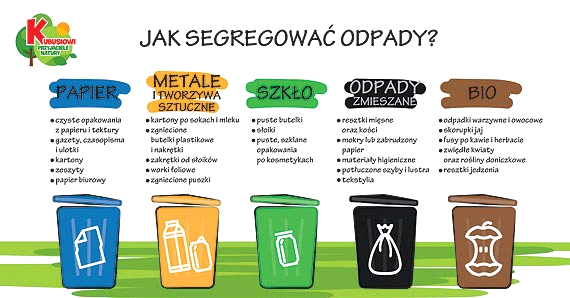 KUBUSIOWI
PRZYJACIELE
NATURY
JAK SEGREGOWAĆ ODPADY?
PAPIER
• czyste opakowania
z papieru i tektury
• gazety, czasopisma
i ulotki
• kartony
• zeszyty
• papier biurowy
METALE
I TWORZYWA
SZTUCZNE
• kartony po sokach i mleku
• zgniecione
butelki plastikowe
i nakrętki
• zakrętki od słoików
• worki foliowe
• zgniecione puszki
SZKŁO
• puste butelki
• słoiki
• puste, szklane
opakowania
po kosmetykach
ODPADY
ZMIESZANE
• resztki mięsne
oraz kości
• mokry lub zabrudzony
papier
• materiały higieniczne
• potłuczone szyby i lustra
• tekstylia
BIO
• odpadki warzywne i owocowe
• skorupki jaj
• fusy po kawie i herbacie
• zwiędłe kwiaty
oraz rośliny doniczkowe
• resztki jedzenia